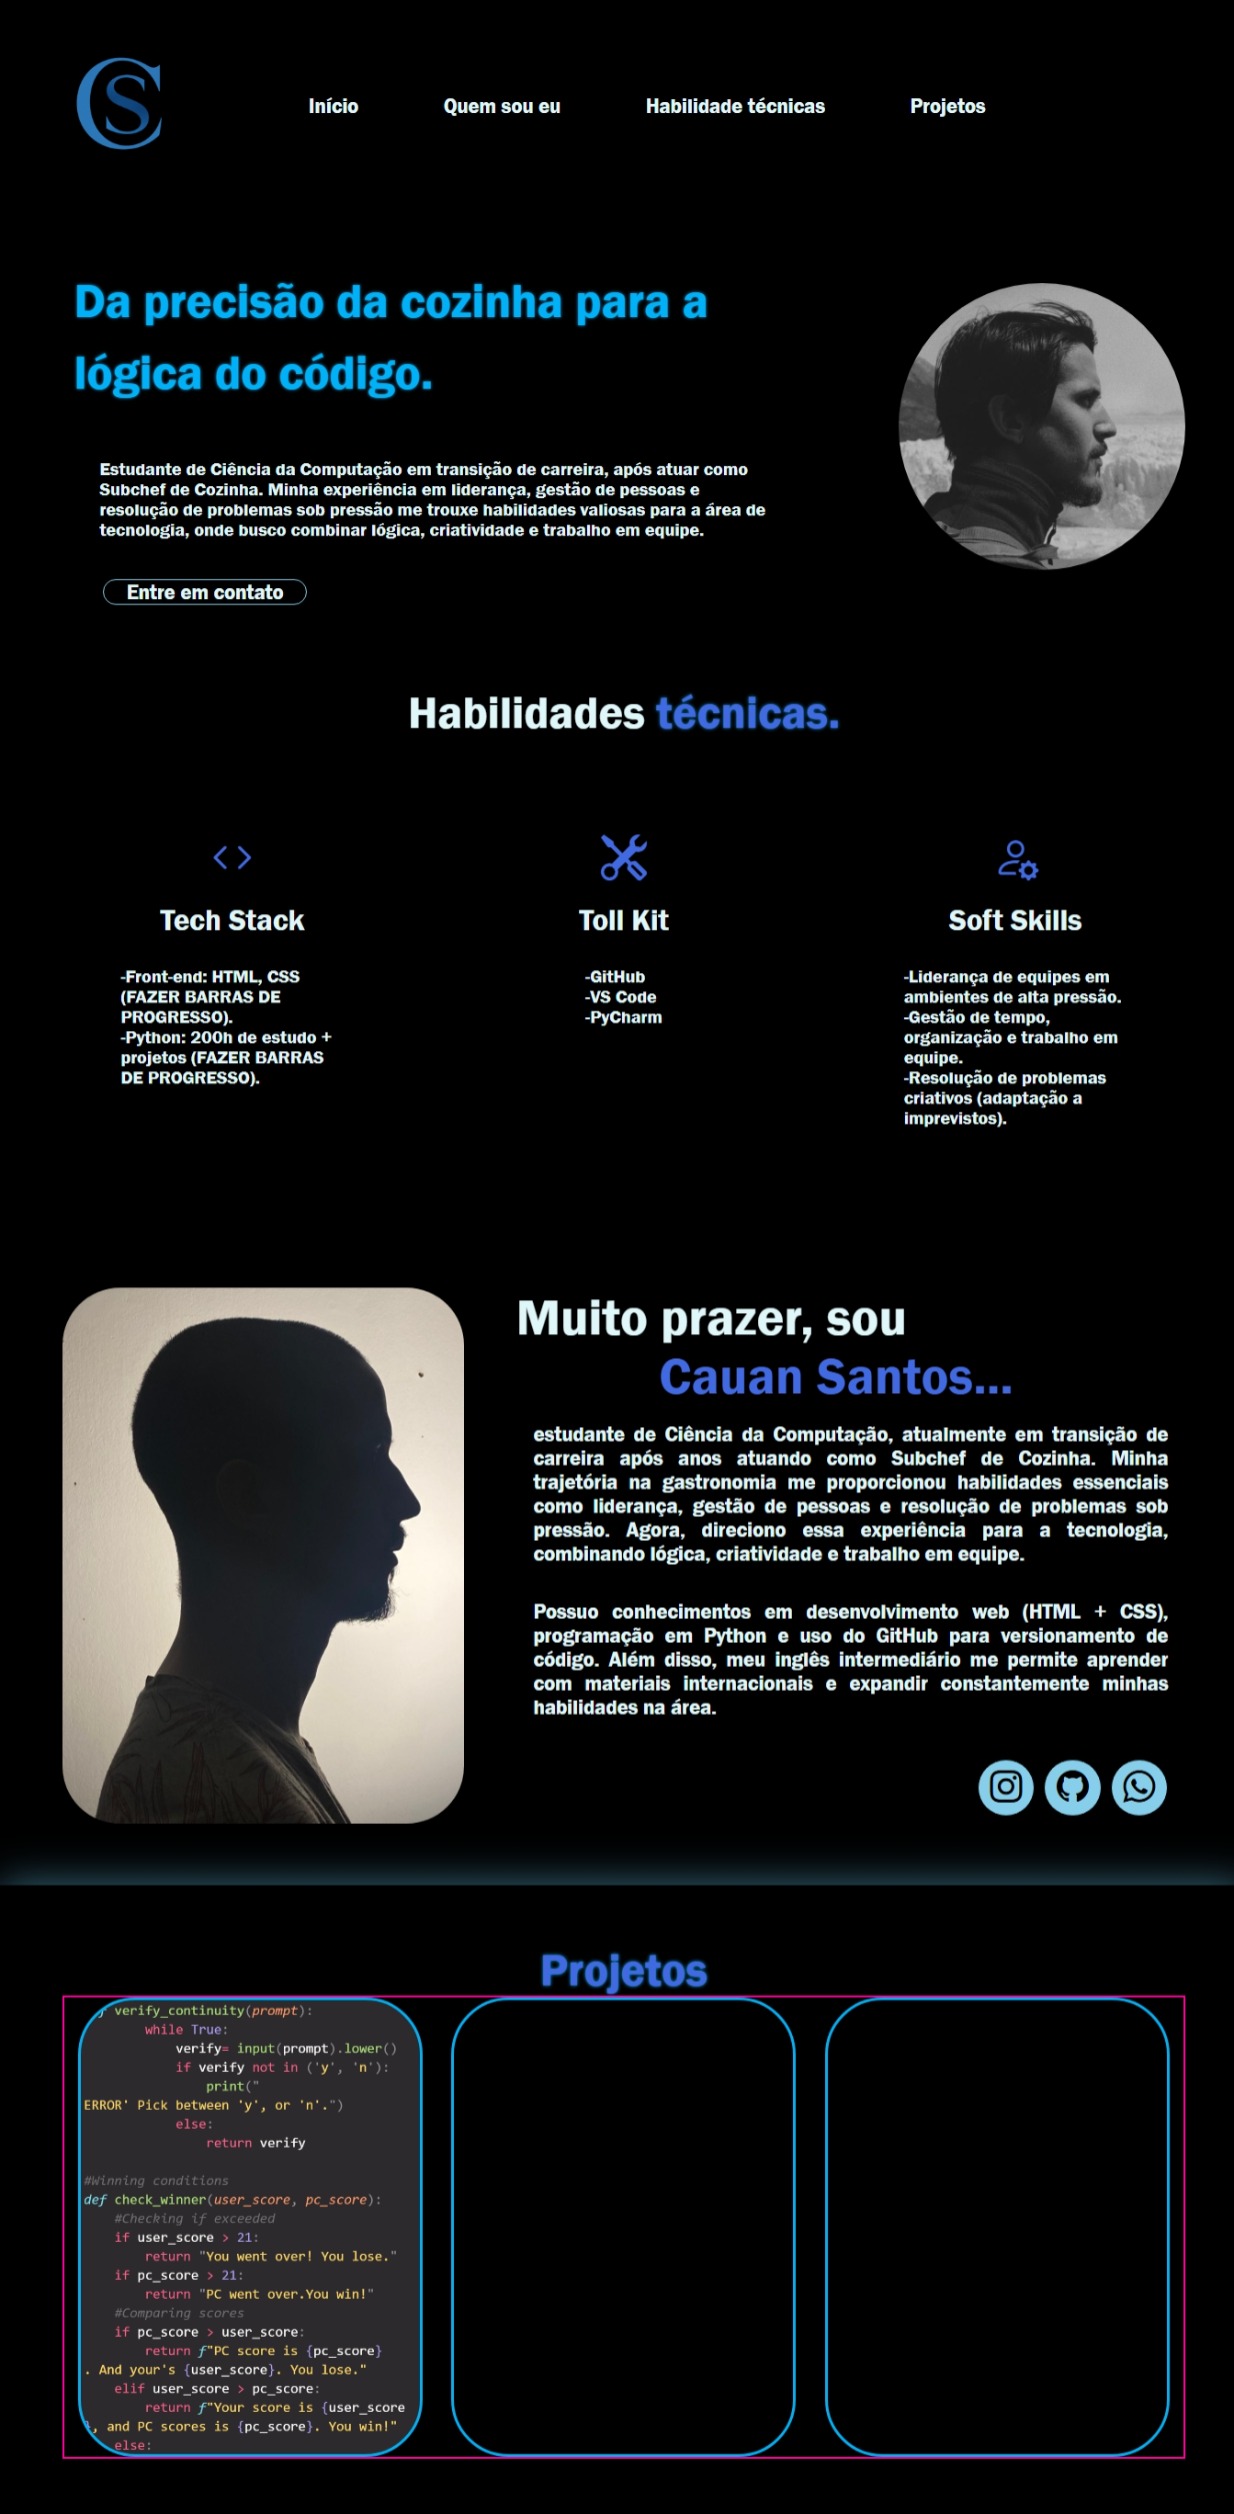 CS
Início Quem sou eu Habilidade técnicas Projetos
Da precisão da cozinha para a
lógica do código.
Estudante de Ciência da Computação em transição de carreira, após atuar como
Subchef de Cozinha. Minha experiência em liderança, gestão de pessoas e
resolução de problemas sob pressão me trouxe habilidades valiosas para a área de
tecnologia, onde busco combinar lógica, criatividade e trabalho em equipe.
Entre em contato
Habilidades técnicas.
Tech Stack
-Front-end: HTML, CSS
(FAZER BARRAS DE
PROGRESSO).
-Python: 200h de estudo +
projetos (FAZER BARRAS
DE PROGRESSO).
Toll Kit
-GitHub
-VS Code
-PyCharm
Soft Skills
-Liderança de equipes em
ambientes de alta pressão.
-Gestão de tempo,
organização e trabalho em
equipe.
-Resolução de problemas
criativos (adaptação a
imprevistos).
Muito prazer, sou
Cauan Santos...
estudante de Ciência da Computação, atualmente em transição de
carreira após anos atuando como Subchef de Cozinha. Minha
trajetória na gastronomia me proporcionou habilidades essenciais
como liderança, gestão de pessoas e resolução de problemas sob
pressão. Agora, direciono essa experiência para a tecnologia,
combinando lógica, criatividade e trabalho em equipe.
Possuo conhecimentos em desenvolvimento web (HTML + CSS),
programação em Python e uso do GitHub para versionamento de
código. Além disso, meu inglês intermediário me permite aprender
com materiais internacionais e expandir constantemente minhas
habilidades na área.
Projetos
verify_continuity(prompt):
while True:
verify= input(prompt).lower()
if verify not in ('y', 'n'):
print("
ERROR' Pick between 'y', or 'n'.")
else:
return verify
#Winning conditions
def check_winner(user_score, pc_score):
#Checking if exceeded
if user_score > 21:
return "You went over! You lose."
if pc_score > 21:
return "PC went over.You win!"
#Comparing scores
if pc_score > user_score:
return f"PC score is {pc_score}
. And your's {user_score}. You lose."
elif user_score > pc_score:
return f"Your score is {user_score
}, and PC scores is {pc_score}. You win!"
else: